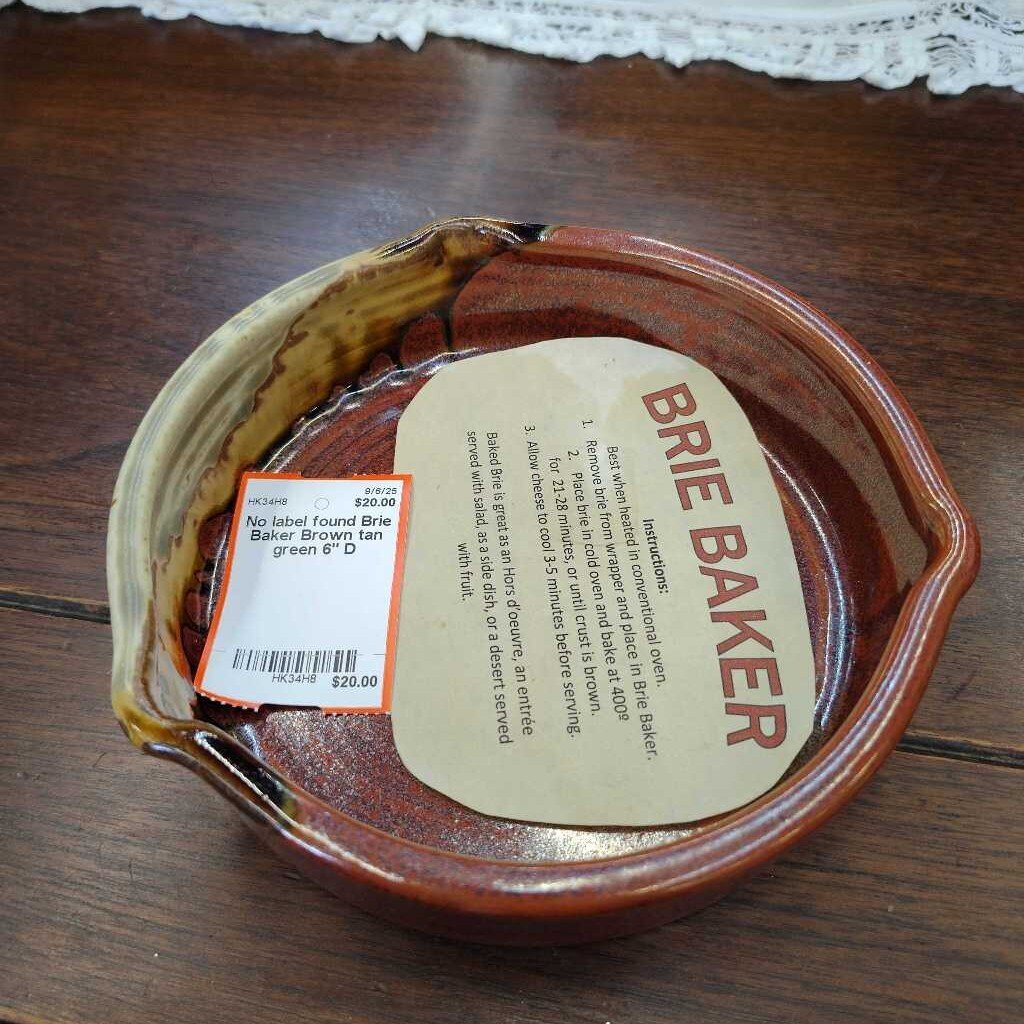 BRIE BAKER
Instructions:
Best when heated in conventional oven.
1. Remove brie from wrapper and place in Brie Baker.
2. Place brie in cold oven and bake at 400º
for 21-28 minutes, or until crust is brown.
3. Allow cheese to cool 3-5 minutes before serving.
Baked Brie is great as an Hors d'oeuvre, an entrée
served with salad, as a side dish, or a desert served
with fruit.
9/6/25
HK34H8 $20.00
No label found Brie
Baker Brown tan
green 6" D
HK34H8 $20.00